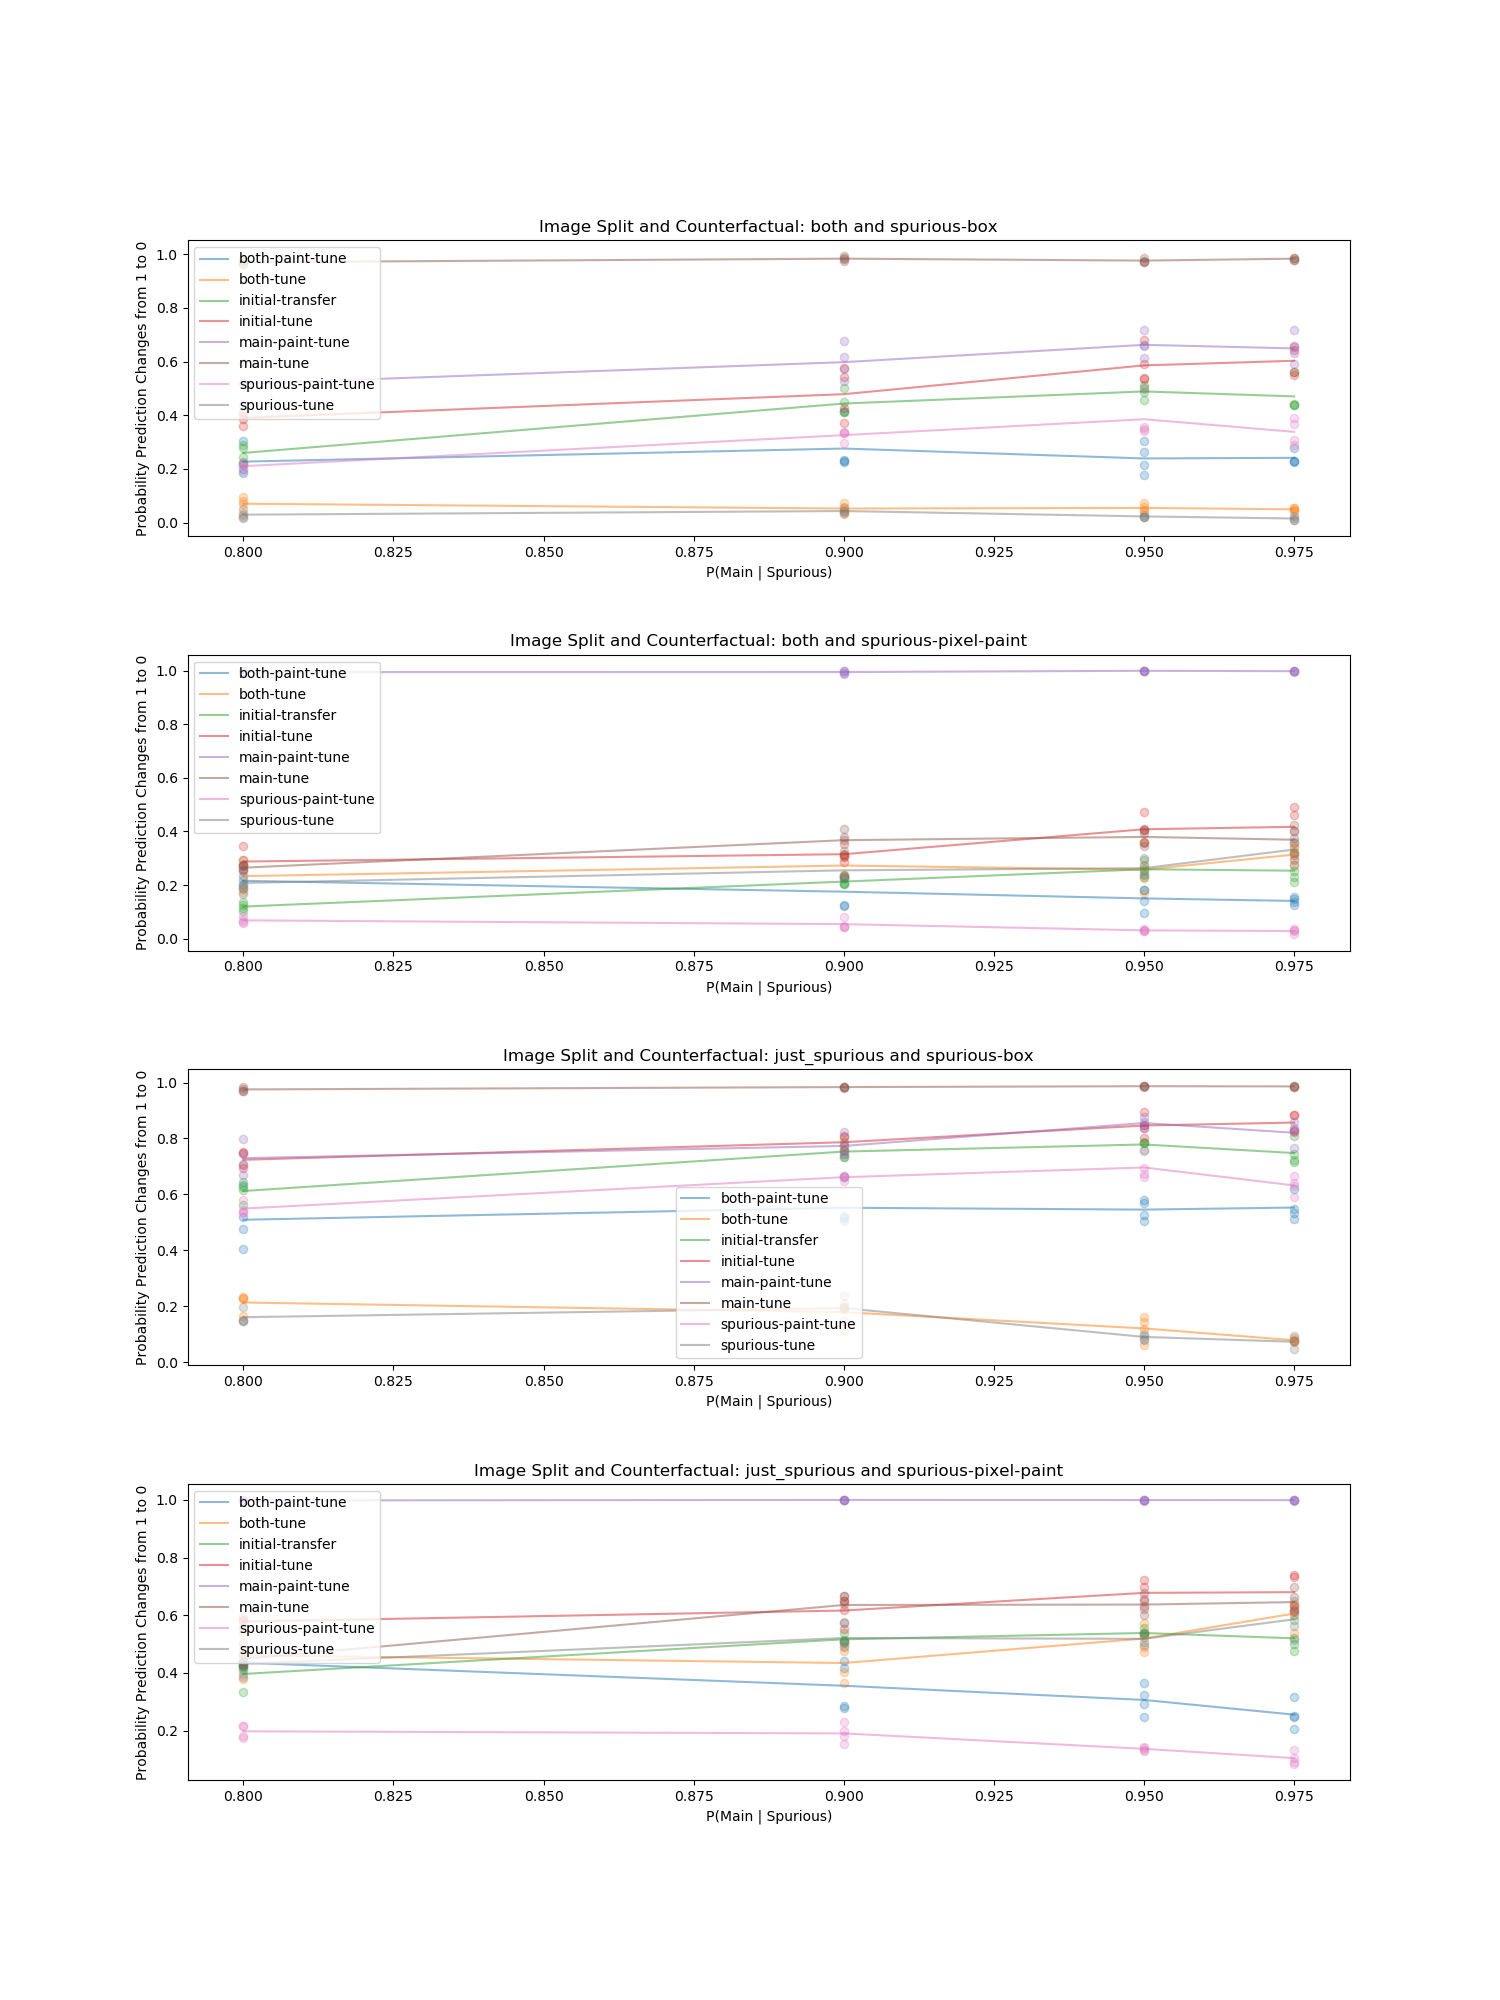 Image Split and Counterfactual: both and spurious-box
Probability Prediction Changes from 1 to 0
1.0
0.8
0.6
0.4
0.2
0.0
both-paint-tune
both-tune
initial-transfer
initial-tune
main-paint-tune
main-tune
spurious-paint-tune
spurious-tune
0.800 0.825 0.850 0.875 0.900 0.925 0.950 0.975
P(Main | Spurious)
Image Split and Counterfactual: both and spurious-pixel-paint
Probability Prediction Changes from 1 to 0
1.0
0.8
0.6
0.4
0.2
0.0
both-paint-tune
both-tune
initial-transfer
initial-tune
main-paint-tune
main-tune
spurious-paint-tune
spurious-tune
0.800 0.825 0.850 0.875 0.900 0.925 0.950 0.975
P(Main | Spurious)
Image Split and Counterfactual: just_spurious and spurious-box
Probability Prediction Changes from 1 to 0
1.0
0.8
0.6
0.4
0.2
0.0
both-paint-tune
both-tune
initial-transfer
initial-tune
main-paint-tune
main-tune
spurious-paint-tune
spurious-tune
0.800 0.825 0.850 0.875 0.900 0.925 0.950 0.975
P(Main | Spurious)
Image Split and Counterfactual: just_spurious and spurious-pixel-paint
Probability Prediction Changes from 1 to 0
1.0
0.8
0.6
0.4
0.2
both-paint-tune
both-tune
initial-transfer
initial-tune
main-paint-tune
main-tune
spurious-paint-tune
spurious-tune
0.800 0.825 0.850 0.875 0.900 0.925 0.950 0.975
P(Main | Spurious)